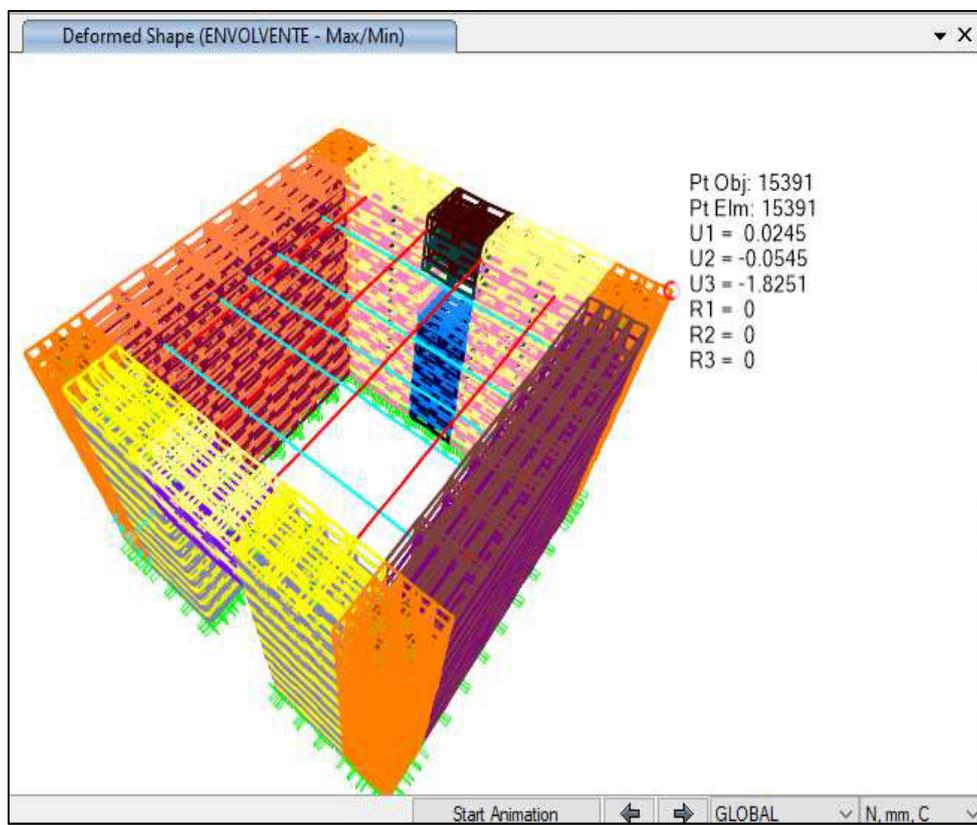 Deformed Shape (ENVOLVENTE - Max/Min)
X
Pt Obj: 15391
Pt Elm: 15391
U1 = 0.0245
U2 = -0.0545
U3 = -1.8251
R1 = 0
R2 = 0
R3 = 0
Start Animation
GLOBAL
N, mm, C